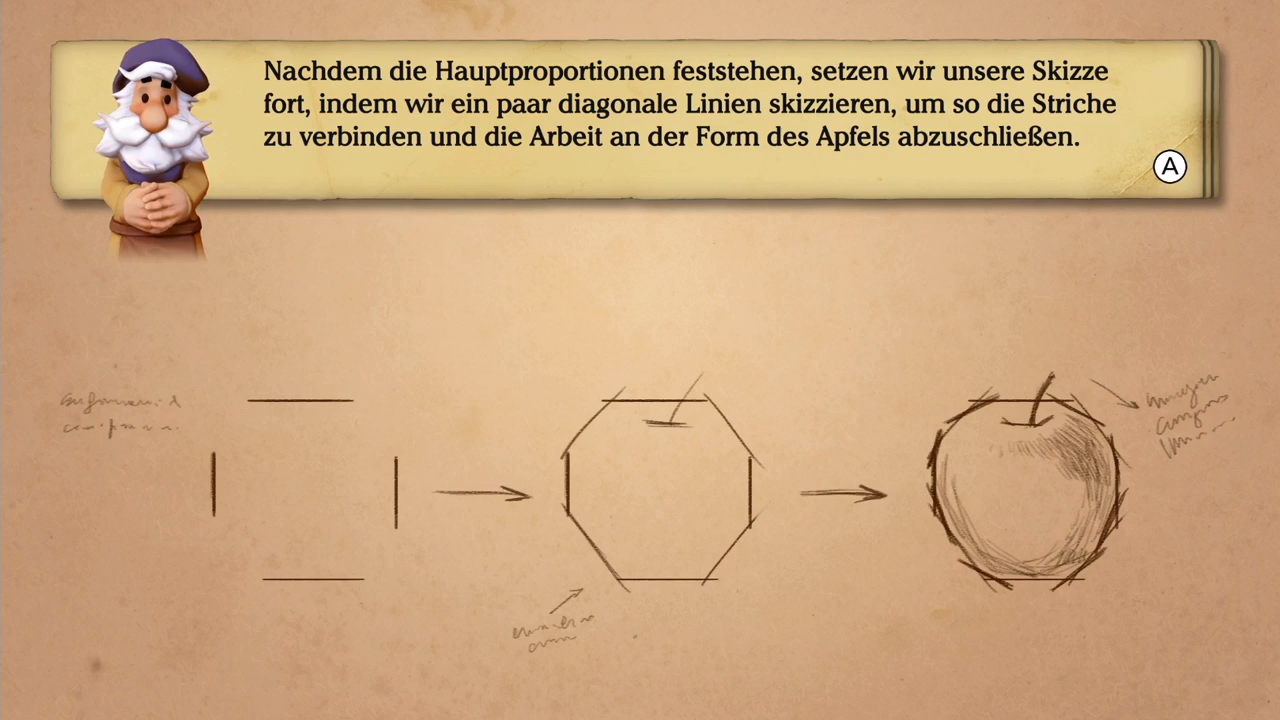 Nachdem die Hauptproportionen feststehen, setzen wir unsere Skizze
fort, indem wir ein paar diagonale Linien skizzieren, um so die Striche
zu verbinden und die Arbeit an der Form des Apfels abzuschließen.
A